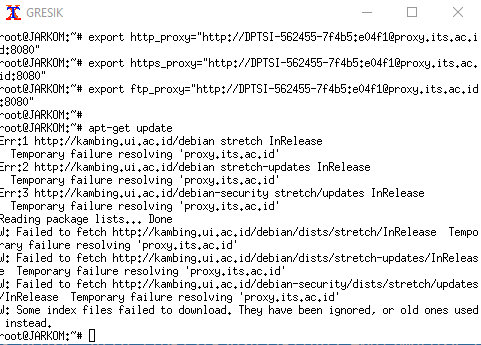 GRESIK
root@JARKOM:~# export http_proxy="http://DPTSI-562455-7f4b5:e04f1@proxy.its.ac.
id:8080"
root@JARKOM:~# export https_proxy="http://DPTSI-562455-7f4b5:e04f1@proxy.its.ac.
id:8080"
root@JARKOM:~# export ftp_proxy="http://DPTSI-562455-7f4b5:e04f1@proxy.its.ac.id
:8080"
root@JARKOM:~#
root@JARKOM:~# apt-get update
Err:1 http://kambing.ui.ac.id/debian stretch InRelease
Temporary failure resolving 'proxy.its.ac.id'
Err:2 http://kambing.ui.ac.id/debian stretch-updates InRelease
Temporary failure resolving 'proxy.its.ac.id'
Err:3 http://kambing.ui.ac.id/debian-security stretch/updates InRelease
Temporary failure resolving 'proxy.its.ac.id'
Reading package lists... Done
W: Failed to fetch http://kambing.ui.ac.id/debian/dists/stretch/InRelease  Tempo
rary failure resolving 'proxy.its.ac.id'
W: Failed to fetch http://kambing.ui.ac.id/debian/dists/stretch-updates/InReleas
e  Temporary failure resolving 'proxy.its.ac.id'
W: Failed to fetch http://kambing.ui.ac.id/debian-security/dists/stretch/updates
/InRelease  Temporary failure resolving 'proxy.its.ac.id'
W: Some index files failed to download. They have been ignored, or old ones used
instead.
root@JARKOM:~#